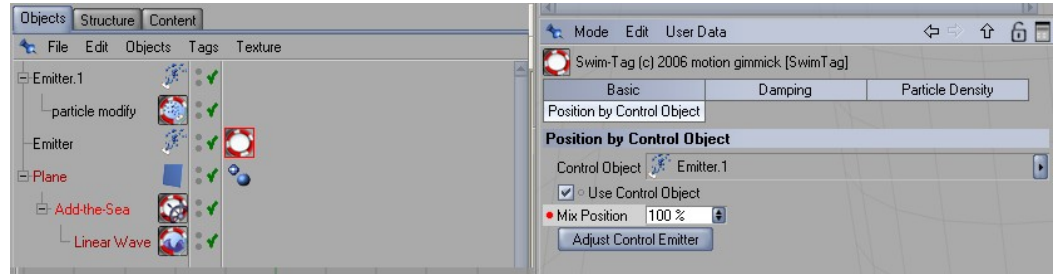 Objects Structure Content
File Edit Objects Tags Texture
Emitter.1
particle modify
Emitter
Plane
Add-the-Sea
Linear Wave
Mode Edit User Data
Swim-Tag (c) 2006 motion gimmick [SwimTag]
Basic Damping Particle Density
Position by Control Object
Position by Control Object
Control Object Emitter.1
Use Control Object
Mix Position 100 %
Adjust Control Emitter